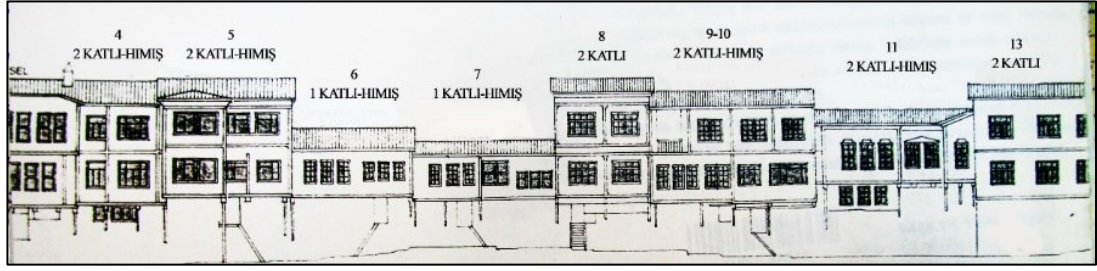 4
2 KATLI-HIMIŞ
5
2 KATLI-HIMIŞ
6
1 KATLI-HIMIŞ
7
1 KATLI-HIMIŞ
8
2 KATLI
9-10
2 KATLI-HIMIŞ
11
2 KATLI-HIMIŞ
13
2 KATLI
SEL